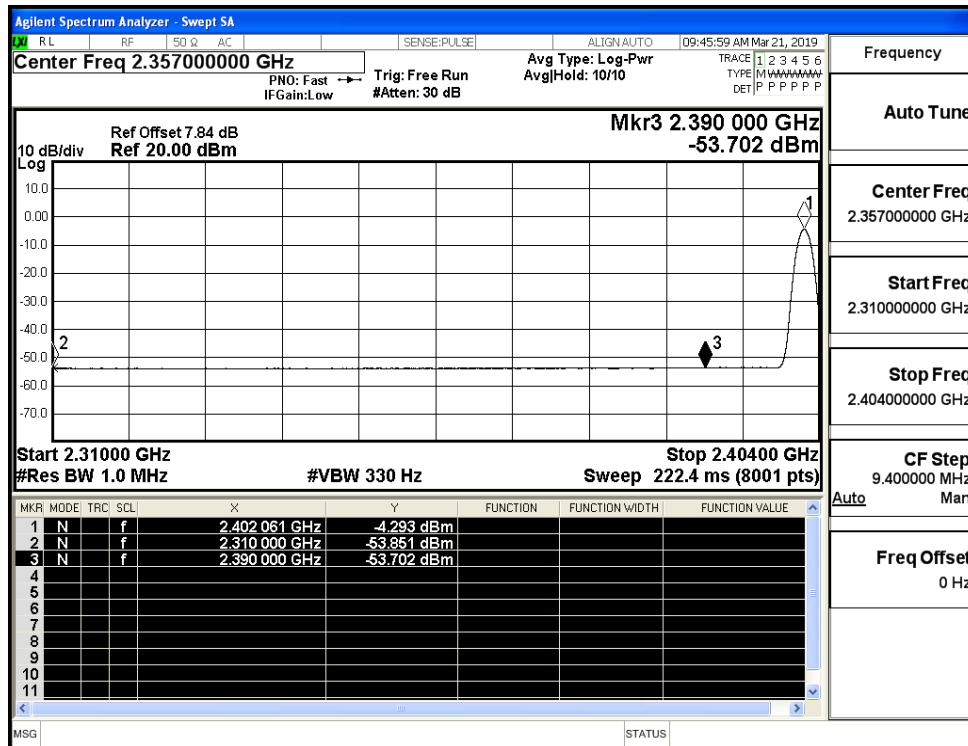 Agilent Spectrum Analyzer - Swept SA
LXI RL RF 50 Ω AC SENSE:PULSE ALIGN AUTO 09:45:59 AM Mar 21, 2019
Center Freq 2.357000000 GHz
PNO: Fast
IFGain:Low
Trig: Free Run
#Atten: 30 dB
Avg Type: Log-Pwr
Avg|Hold: 10/10
TRACE 1 2 3 4 5 6
TYPE M W W W W W
DET P P P P P P
Ref Offset 7.84 dB
10 dB/div Ref 20.00 dBm
Log
Mkr3 2.390 000 GHz
-53.702 dBm
10.0
0.00
-10.0
-20.0
-30.0
-40.0
-50.0
-60.0
-70.0
1
2
3
Start 2.31000 GHz Stop 2.40400 GHz
#Res BW 1.0 MHz #VBW 330 Hz Sweep 222.4 ms (8001 pts)
MKR MODE TRC SCL X Y FUNCTION FUNCTION WIDTH FUNCTION VALUE
1 N f 2.402 061 GHz -4.293 dBm
2 N f 2.310 000 GHz -53.851 dBm
3 N f 2.390 000 GHz -53.702 dBm
4
5
6
7
8
9
10
11
MSG STATUS
Frequency
Auto Tune
Center Freq
2.357000000 GHz
Start Freq
2.310000000 GHz
Stop Freq
2.404000000 GHz
CF Step
9.400000 MHz
Auto Man
Freq Offset
0 Hz